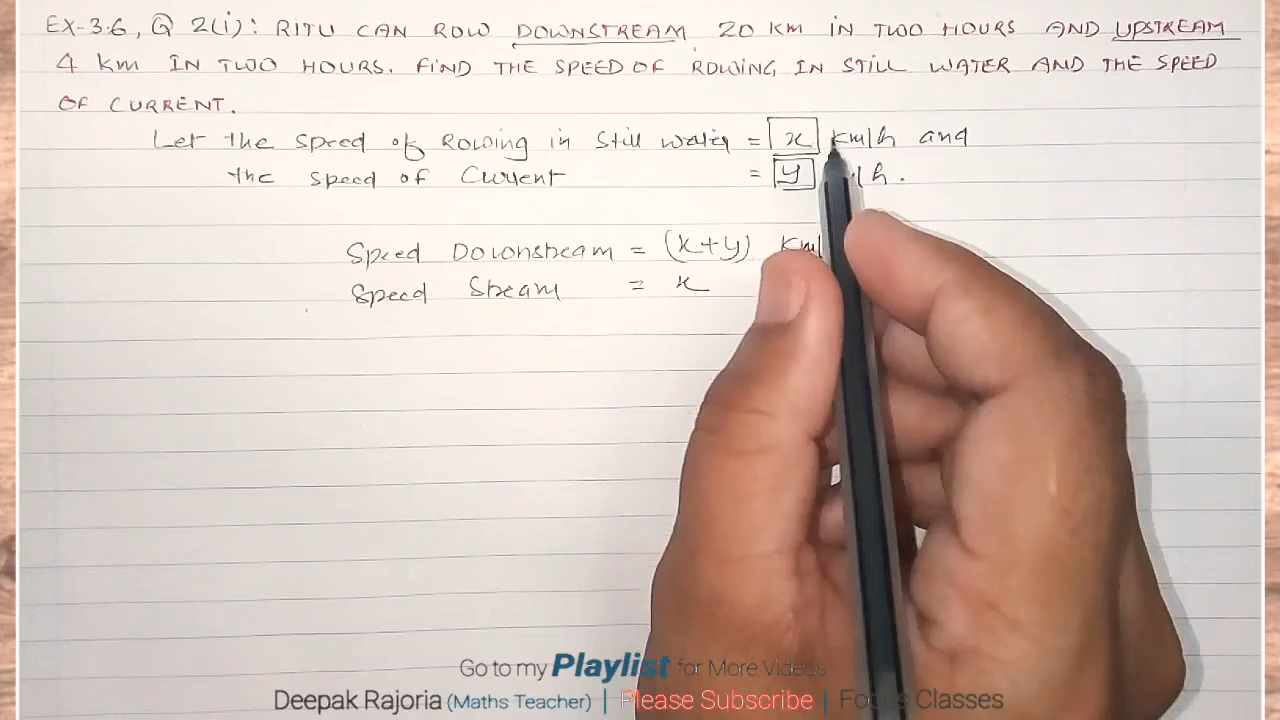 EX-3.6, Q 2(i): RITU CAN ROW DOWNSTREAM 20 KM IN TWO HOURS AND UPSTREAM
4 KM IN TWO HOURS. FIND THE SPEED OF ROWING IN STILL WATER AND THE SPEED
OF CURRENT.
Let the speed of Rowing in still water = x km/h and
the speed of Current = y /h.
Speed Downstream = (x+y) Km/
Speed Stream = x
Go to my Playlist for More Videos
Deepak Rajoria (Maths Teacher) | Please Subscribe | Focus Classes